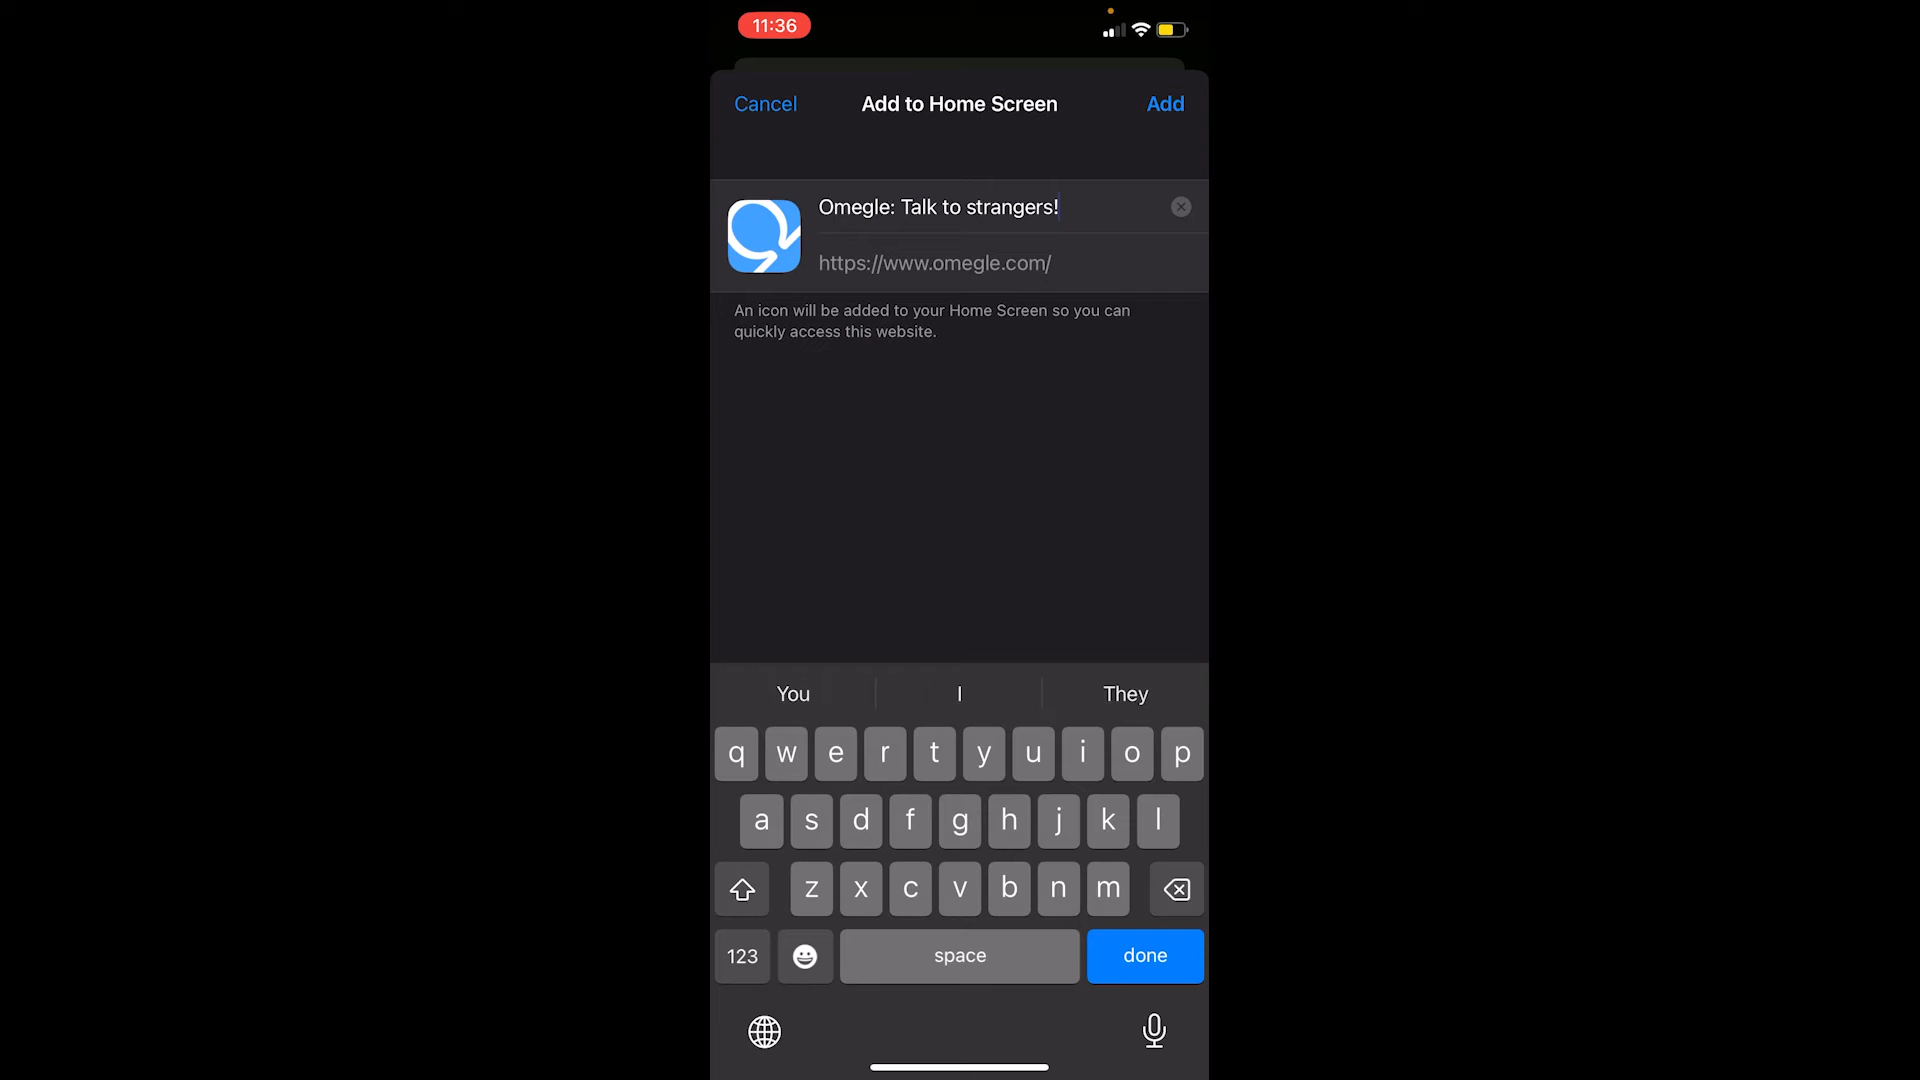 11:36
Cancel Add to Home Screen Add
Omegle: Talk to strangers!
https://www.omegle.com/
An icon will be added to your Home Screen so you can
quickly access this website.
You I They
q w e r t y u i o p
a s d f g h j k l
z x c v b n m
123 space done